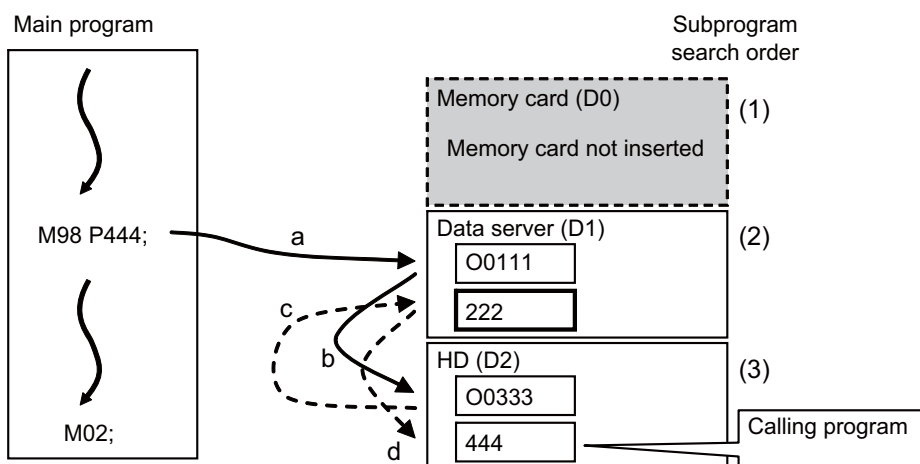 Main program
M98 P444;
M02;
a
b
c
d
Subprogram
search order
Memory card (D0)
Memory card not inserted
(1)
Data server (D1)
O0111
222
(2)
HD (D2)
O0333
444
(3)
Calling program